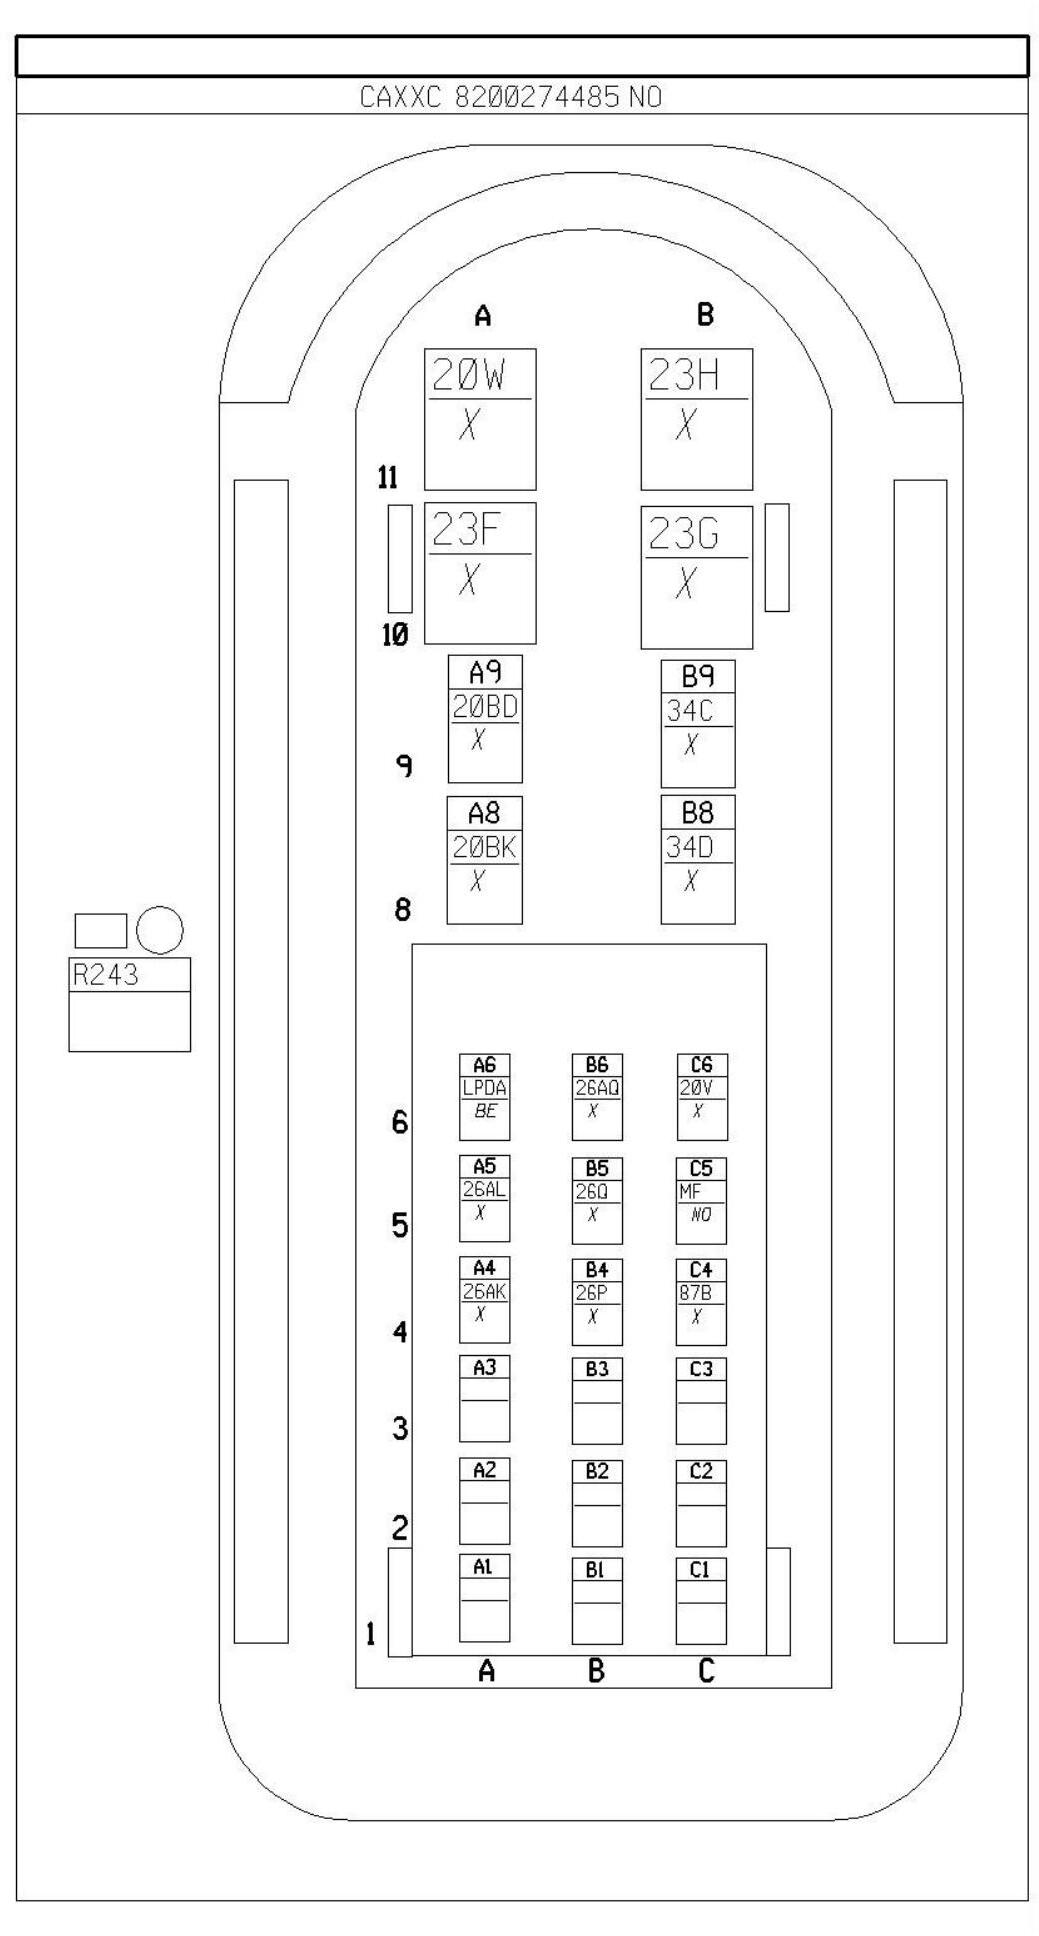 CAXXC 8200274485 NO
A B
20W 23H
X X
11
23F 23G
X X
10
A9 B9
20BD 34C
X X
9
A8 B8
20BK 34D
X X
8
R243
A6 B6 C6
LPDA 26AQ 20V
BE X X
6
A5 B5 C5
26AL 26Q MF
X X NO
5
A4 B4 C4
26AK 26P 87B
X X X
4
A3 B3 C3
3
A2 B2 C2
2
A1 B1 C1
1
A B C